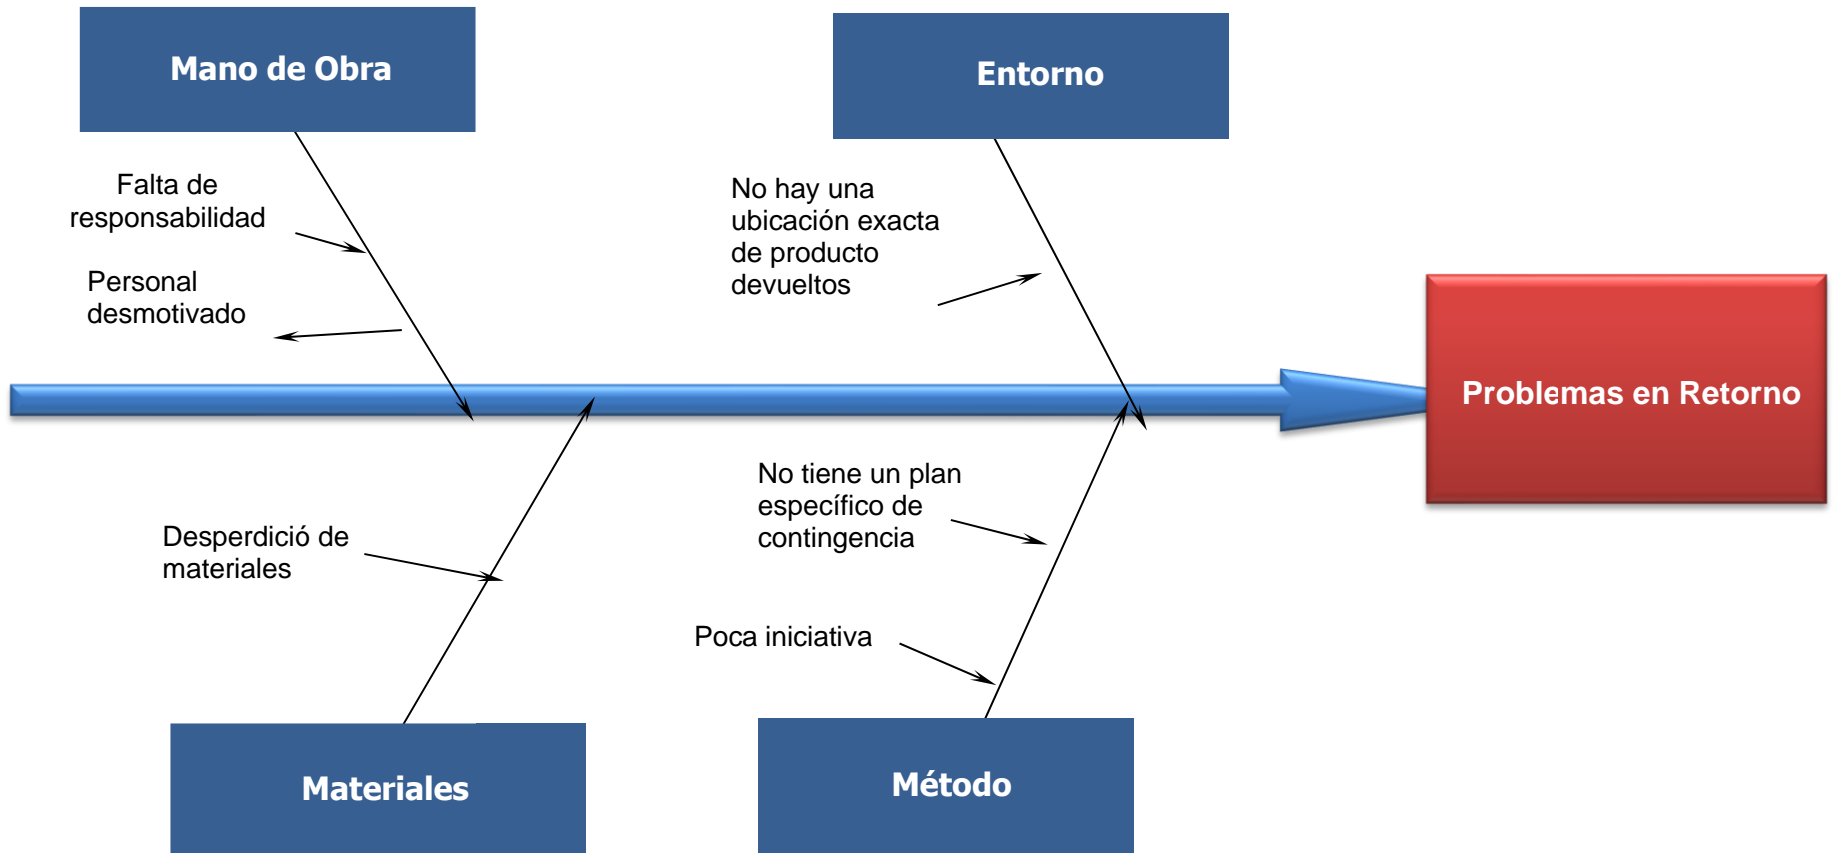 Mano de Obra
Entorno
Falta de
responsabilidad
Personal
desmotivado
No hay una
ubicación exacta
de producto
devueltos
Problemas en Retorno
Desperdició de
materiales
No tiene un plan
específico de
contingencia
Poca iniciativa
Materiales
Método